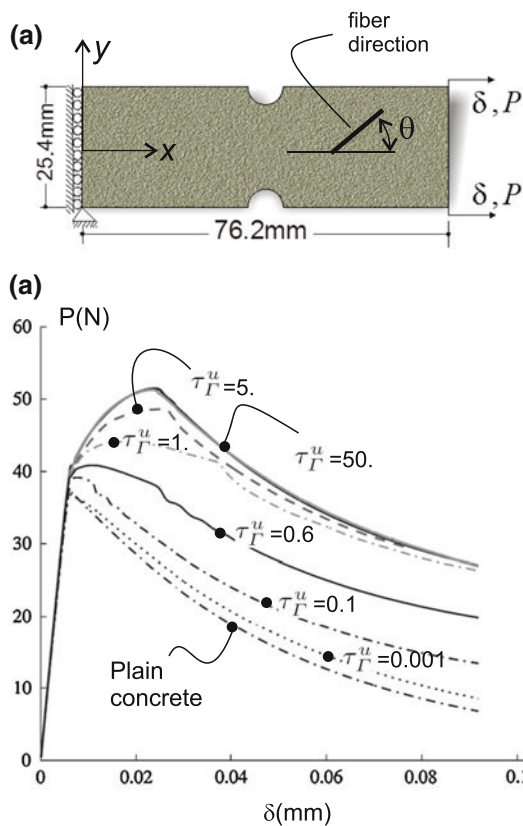 (a)
y
fiber
direction
δ, P
θ
x
25.4mm
δ, P
76.2mm
(a)
P(N)
60
50
40
30
20
10
0
τ_Γ^u=5.
τ_Γ^u=1.
τ_Γ^u=50.
τ_Γ^u=0.6
τ_Γ^u=0.1
τ_Γ^u=0.001
Plain
concrete
0 0.02 0.04 0.06 0.08 0.1
δ(mm)